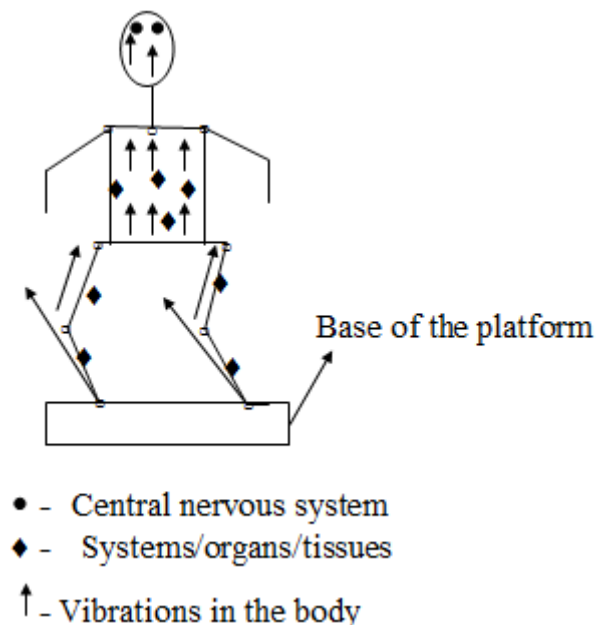 Base of the platform
● - Central nervous system
◆ - Systems/organs/tissues
↑ - Vibrations in the body